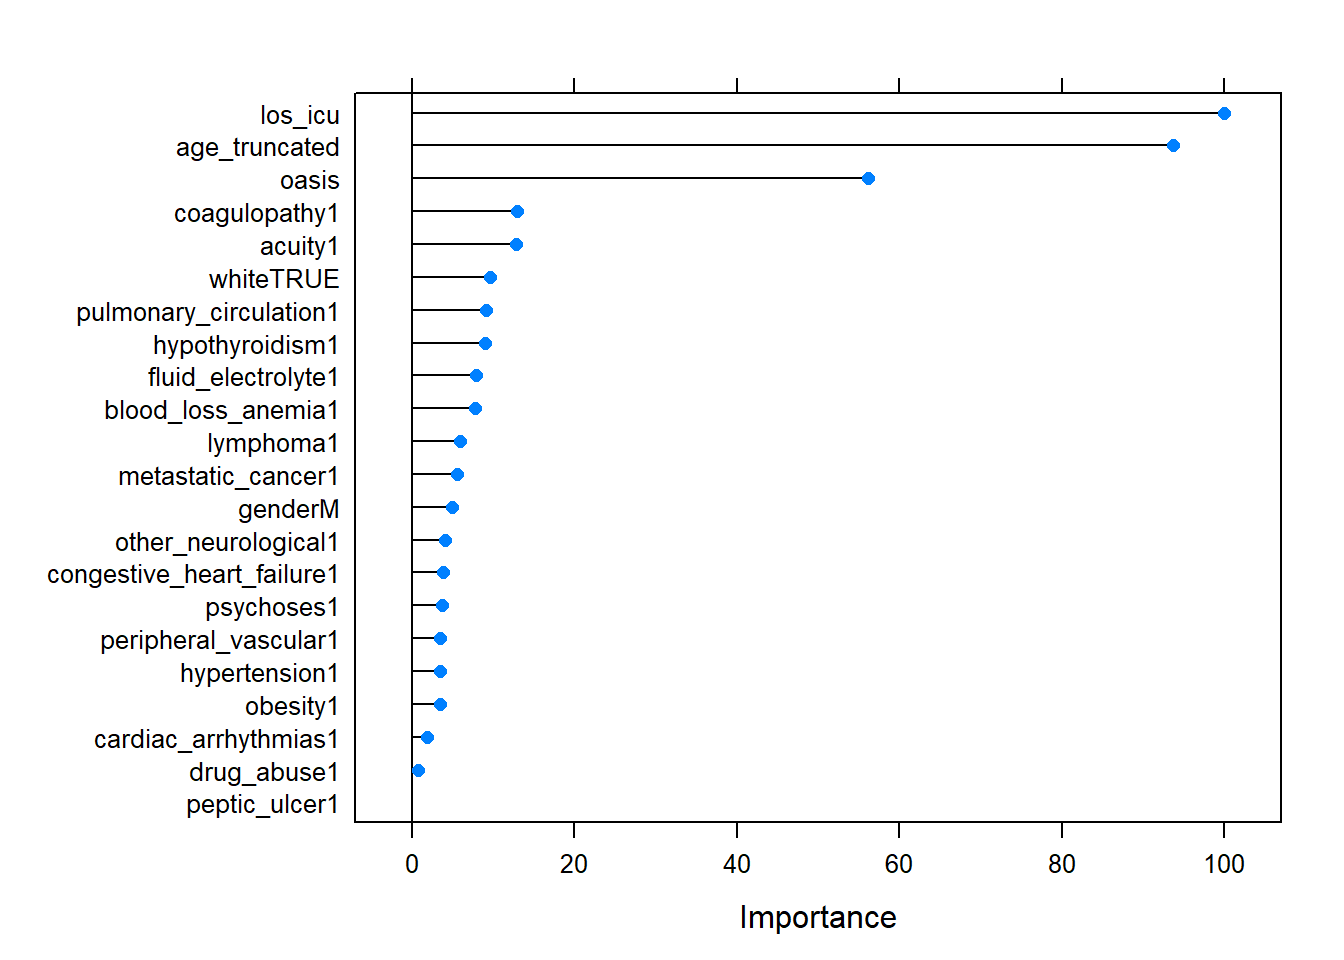 los_icu
age_truncated
oasis
coagulopathy1
acuity1
whiteTRUE
pulmonary_circulation1
hypothyroidism1
fluid_electrolyte1
blood_loss_anemia1
lymphoma1
metastatic_cancer1
genderM
other_neurological1
congestive_heart_failure1
psychoses1
peripheral_vascular1
hypertension1
obesity1
cardiac_arrhythmias1
drug_abuse1
peptic_ulcer1
0 20 40 60 80 100
Importance